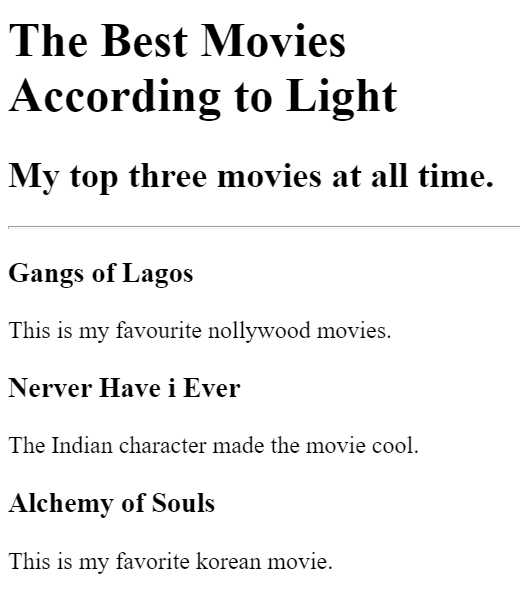 The Best Movies
According to Light
My top three movies at all time.
Gangs of Lagos
This is my favourite nollywood movies.
Nerver Have i Ever
The Indian character made the movie cool.
Alchemy of Souls
This is my favorite korean movie.